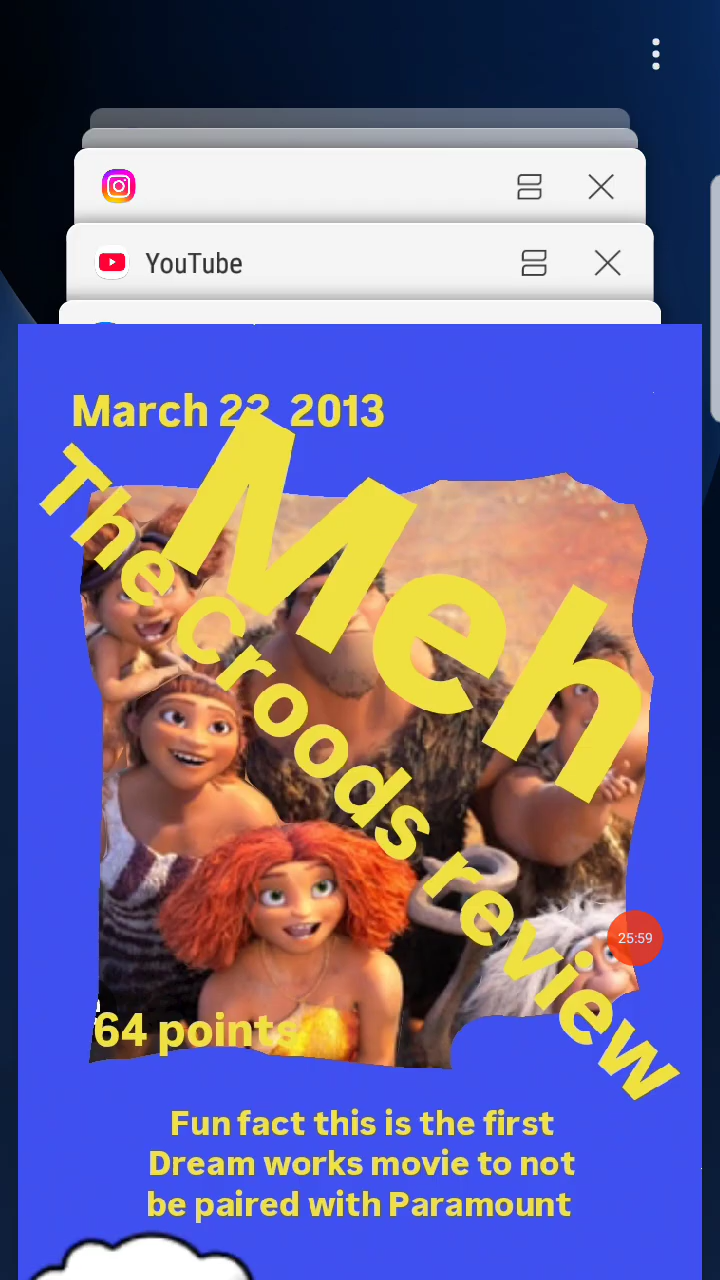 YouTube
March 22 2013
Meh
The croods review
25:59
64 points
Fun fact this is the first
Dream works movie to not
be paired with Paramount